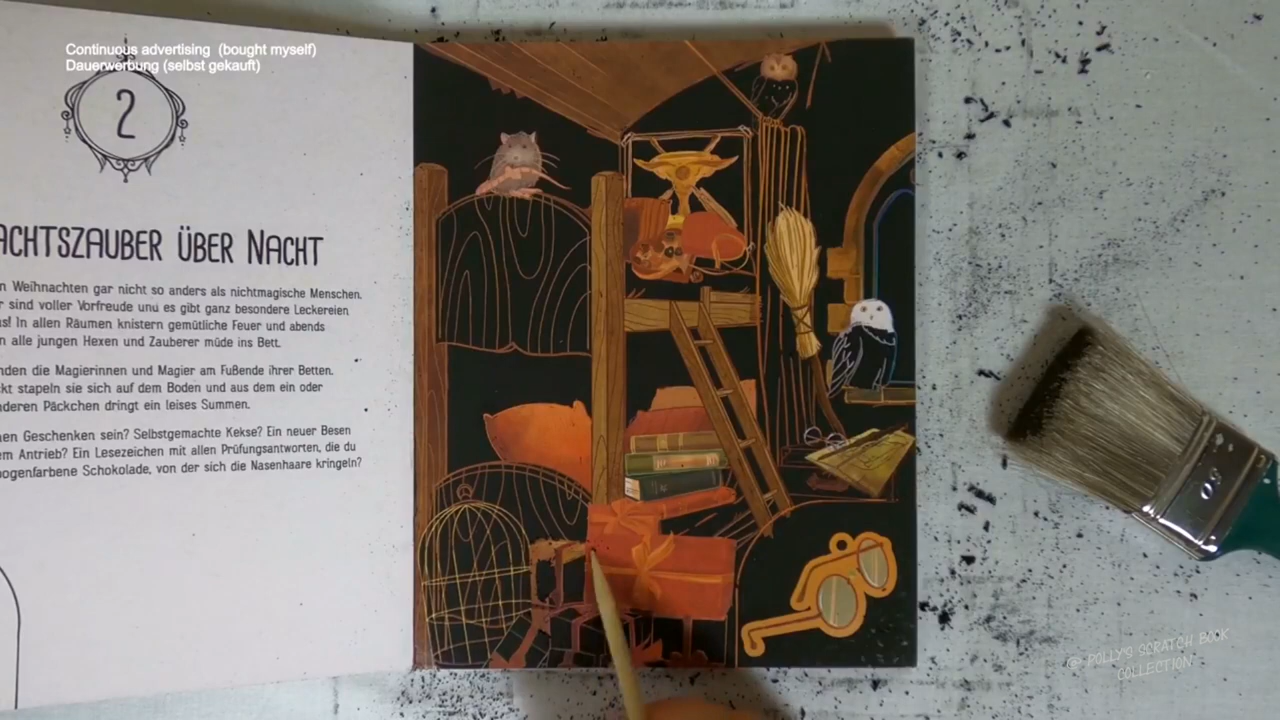 Continuous advertising (bought myself)
Dauerwerbung (selbst gekauft)
2
ACHTSZAUBER ÜBER NACHT
n Weihnachten gar nicht so anders als nichtmagische Menschen.
r sind voller Vorfreude und es gibt ganz besondere Leckereien
us! In allen Räumen knistern gemütliche Feuer und abends
n alle jungen Hexen und Zauberer müde ins Bett.
nden die Magierinnen und Magier am Fußende ihrer Betten.
kt stapeln sie sich auf dem Boden und aus dem ein oder
nderen Päckchen dringt ein leises Summen.
nen Geschenken sein? Selbstgemachte Kekse? Ein neuer Besen
em Antrieb? Ein Lesezeichen mit allen Prüfungsantworten, die du
bogenfarbene Schokolade, von der sich die Nasenhaare kringeln?
60
@ POLLY'S SCRATCH BOOK
COLLECTION